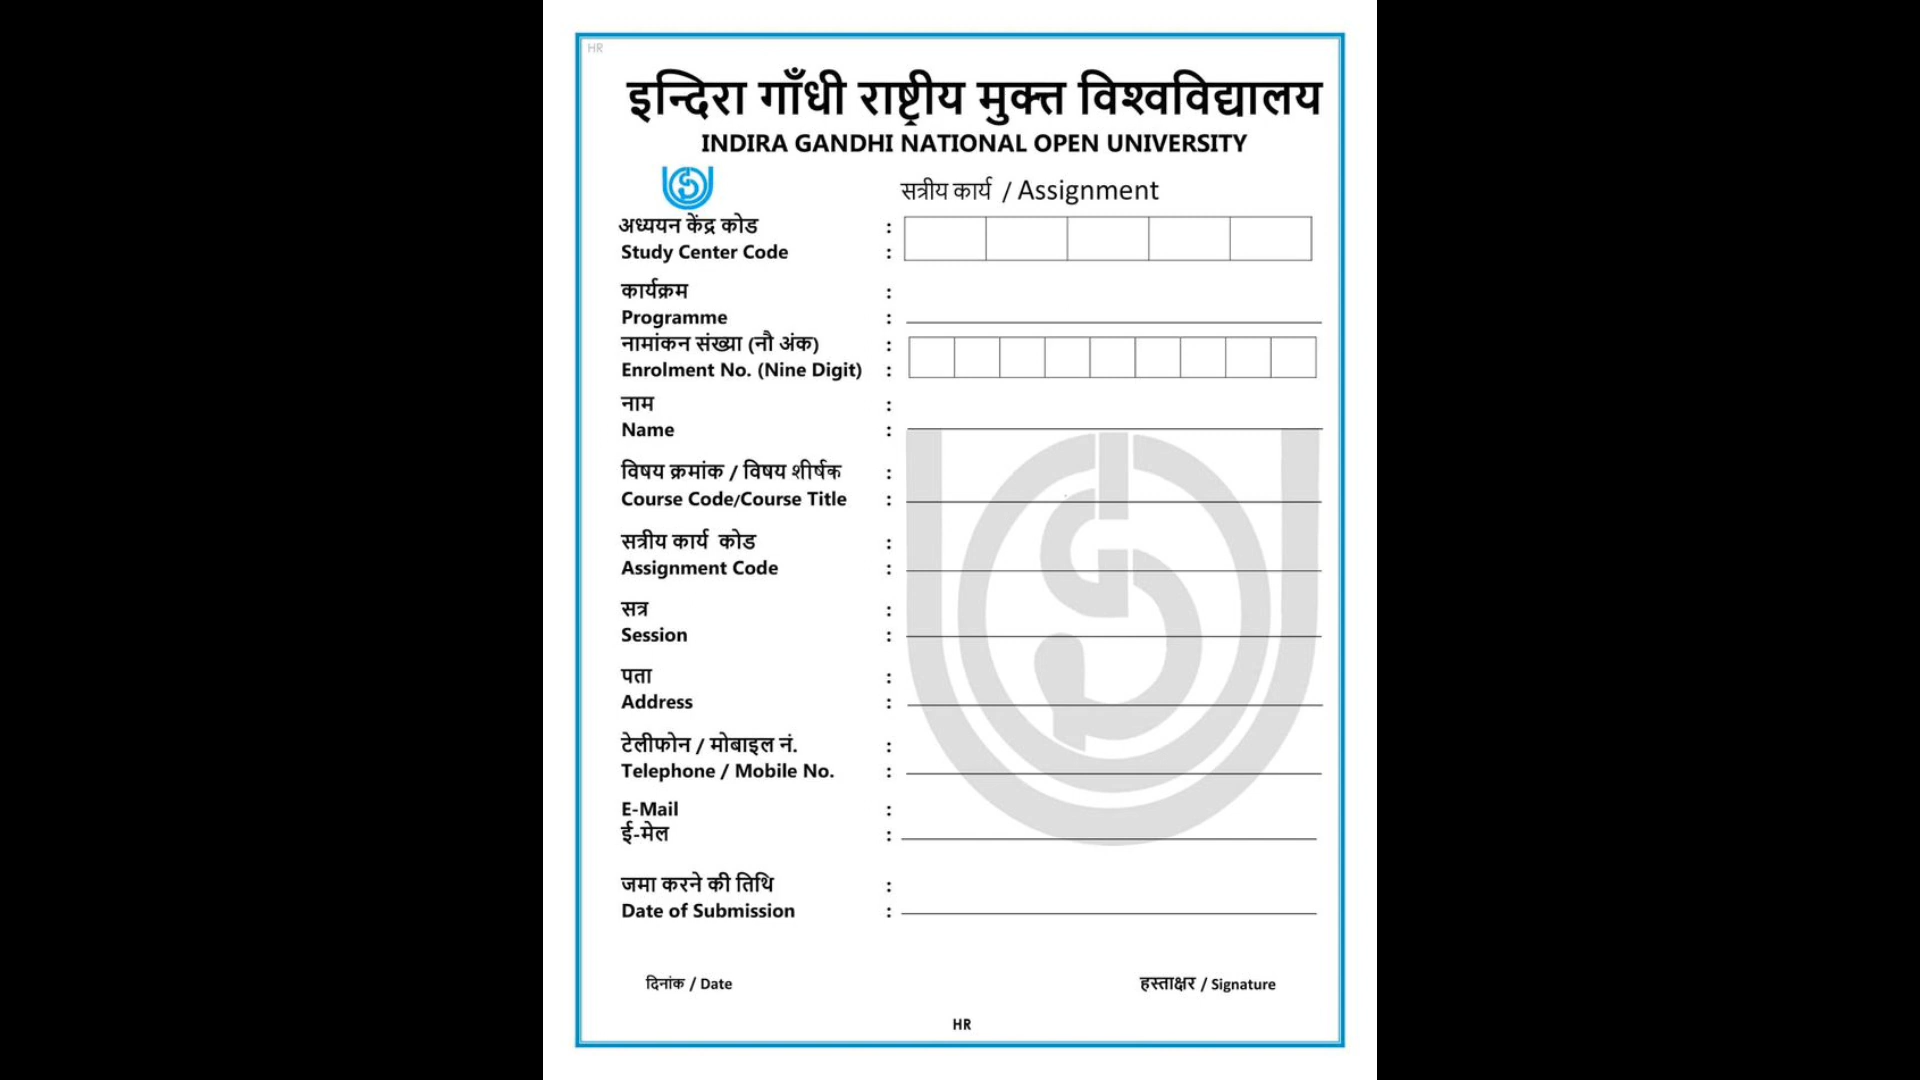 HR
इन्दिरा गाँधी राष्ट्रीय मुक्त विश्वविद्यालय
INDIRA GANDHI NATIONAL OPEN UNIVERSITY
सत्रीय कार्य / Assignment
अध्ययन केंद्र कोड :
Study Center Code :
कार्यक्रम :
Programme :
नामांकन संख्या (नौ अंक) :
Enrolment No. (Nine Digit) :
नाम :
Name :
विषय क्रमांक / विषय शीर्षक :
Course Code/Course Title :
सत्रीय कार्य कोड :
Assignment Code :
सत्र :
Session :
पता :
Address :
टेलीफोन / मोबाइल नं. :
Telephone / Mobile No. :
E-Mail :
ई-मेल :
जमा करने की तिथि :
Date of Submission :
दिनांक / Date हस्ताक्षर / Signature
HR